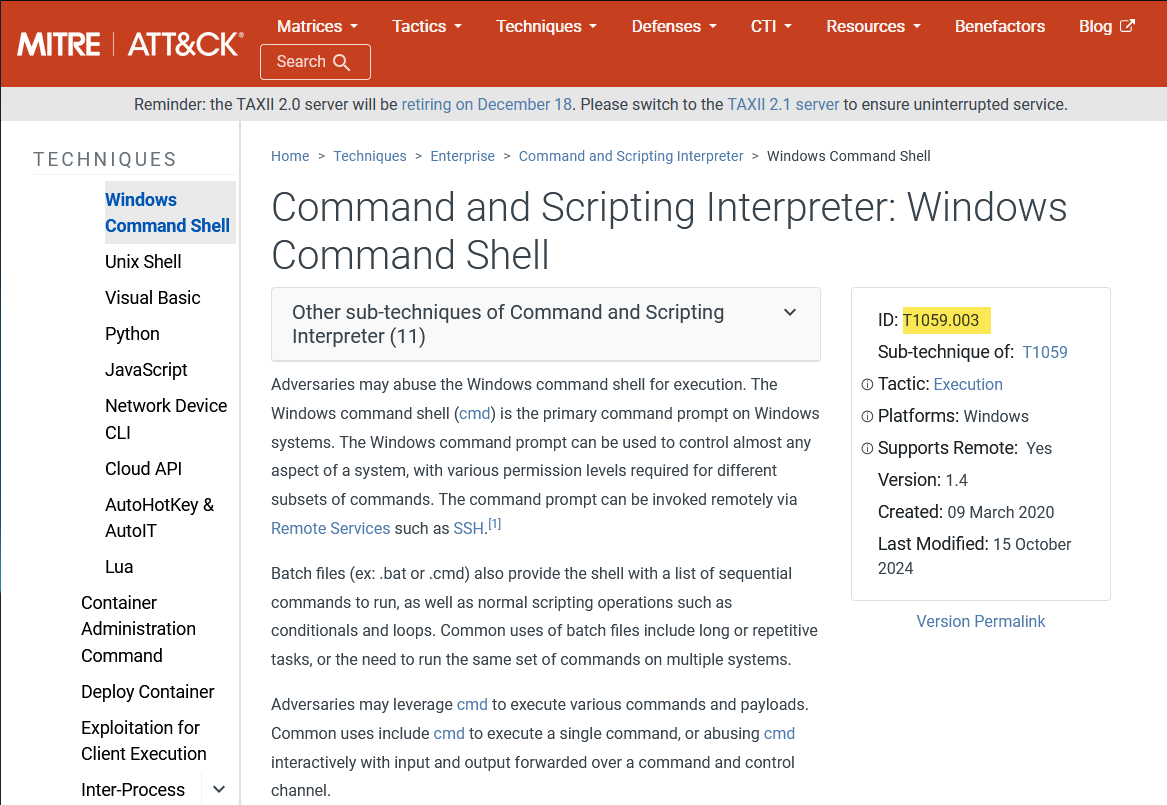 MITRE | ATT&CK®
Matrices
Tactics
Techniques
Defenses
CTI
Resources
Benefactors
Blog
Search
Reminder: the TAXII 2.0 server will be retiring on December 18. Please switch to the TAXII 2.1 server to ensure uninterrupted service.
TECHNIQUES
Windows
Command Shell
Unix Shell
Visual Basic
Python
JavaScript
Network Device
CLI
Cloud API
AutoHotKey &
AutoIT
Lua
Container
Administration
Command
Deploy Container
Exploitation for
Client Execution
Inter-Process
Home > Techniques > Enterprise > Command and Scripting Interpreter > Windows Command Shell
Command and Scripting Interpreter: Windows
Command Shell
Other sub-techniques of Command and Scripting
Interpreter (11)
Adversaries may abuse the Windows command shell for execution. The
Windows command shell (cmd) is the primary command prompt on Windows
systems. The Windows command prompt can be used to control almost any
aspect of a system, with various permission levels required for different
subsets of commands. The command prompt can be invoked remotely via
Remote Services such as SSH.[1]
Batch files (ex: .bat or .cmd) also provide the shell with a list of sequential
commands to run, as well as normal scripting operations such as
conditionals and loops. Common uses of batch files include long or repetitive
tasks, or the need to run the same set of commands on multiple systems.
Adversaries may leverage cmd to execute various commands and payloads.
Common uses include cmd to execute a single command, or abusing cmd
interactively with input and output forwarded over a command and control
channel.
ID: T1059.003
Sub-technique of: T1059
Tactic: Execution
Platforms: Windows
Supports Remote: Yes
Version: 1.4
Created: 09 March 2020
Last Modified: 15 October
2024
Version Permalink